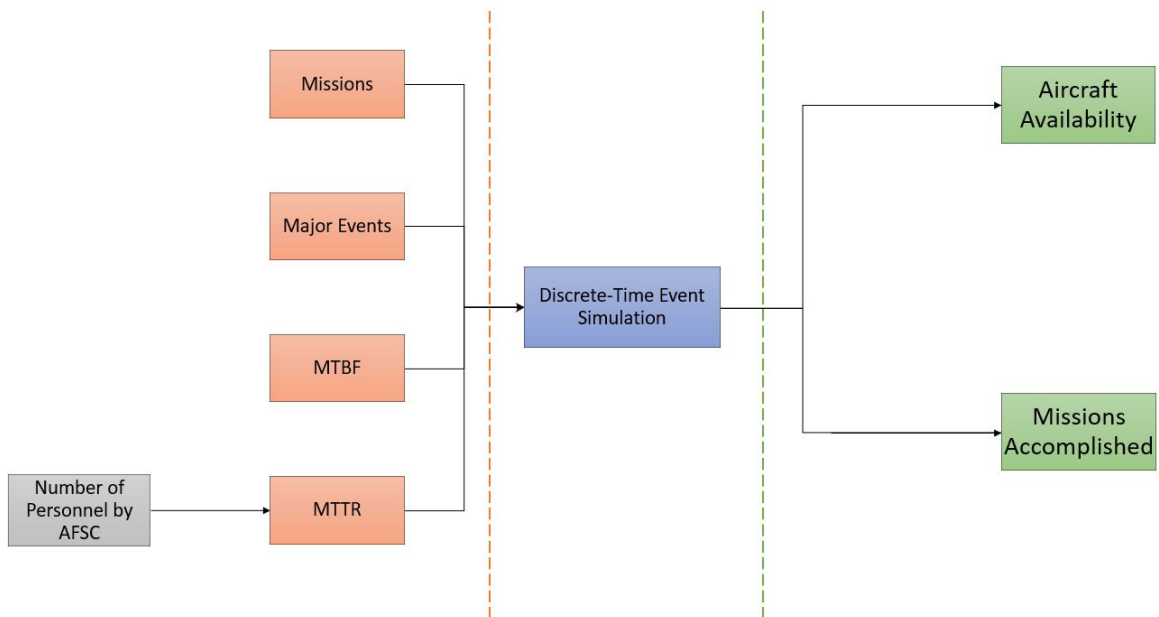 Missions
Major Events
MTBF
Number of
Personnel by
AFSC
MTTR
Discrete-Time Event
Simulation
Aircraft
Availability
Missions
Accomplished